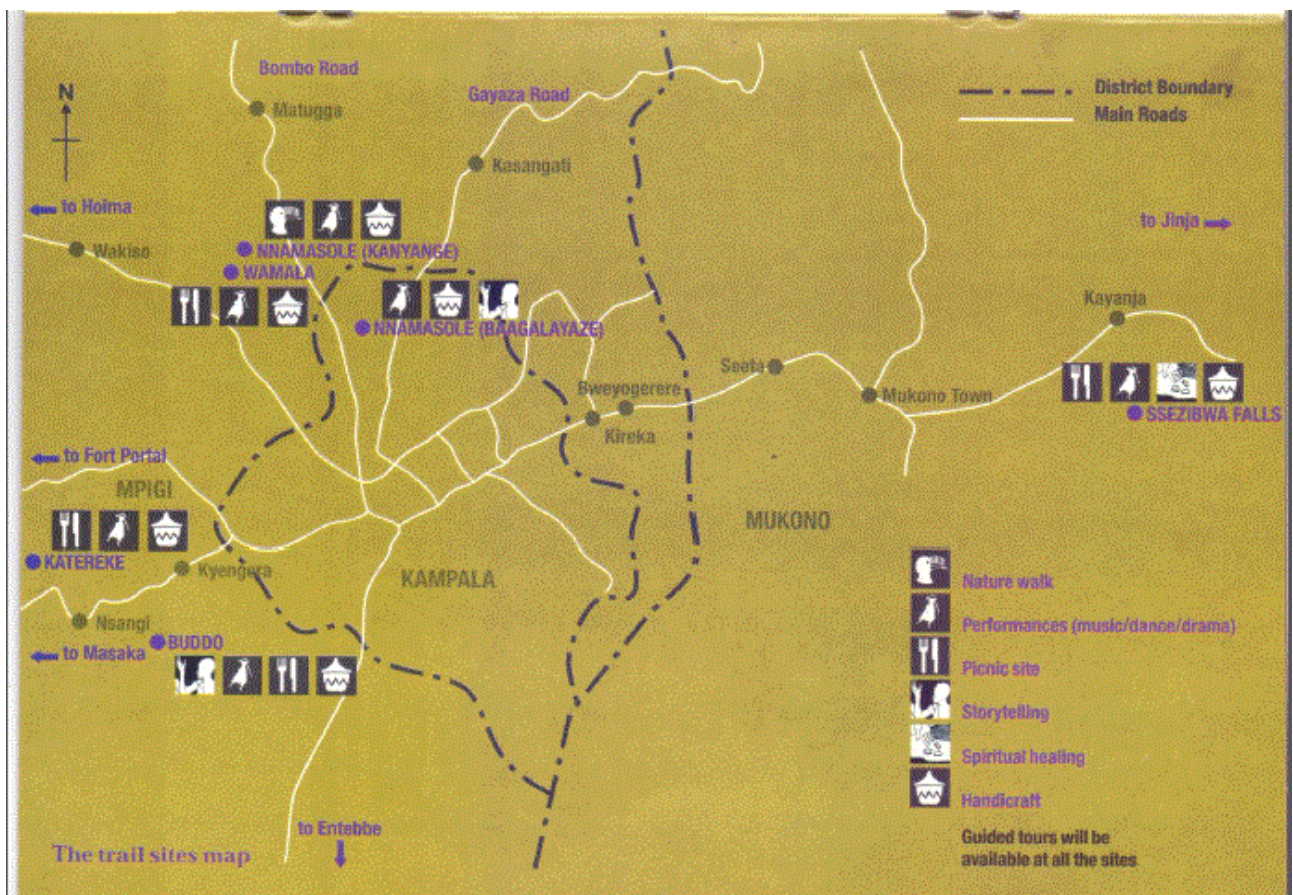 Bombo Road
N
Gayaza Road
District Boundary
Matugga
Main Roads
Kasangati
to Hoima
to Jinja
Wakiso
NNAMASOLE (KANYANGE)
WAMALA
Kayanja
NNAMASOLE (BAAGALAYAZE)
Seeta
Bweyogerere
Mukono Town
SSEZIBWA FALLS
Kireka
to Fort Portal
MPIGI
MUKONO
KATEREKE
Kyengera
KAMPALA
Nsangi
BUDDO
to Masaka
Nature walk
Performances (music/dance/drama)
Picnic site
Storytelling
Spiritual healing
Handicraft
to Entebbe
Guided tours will be
available at all the sites
The trail sites map